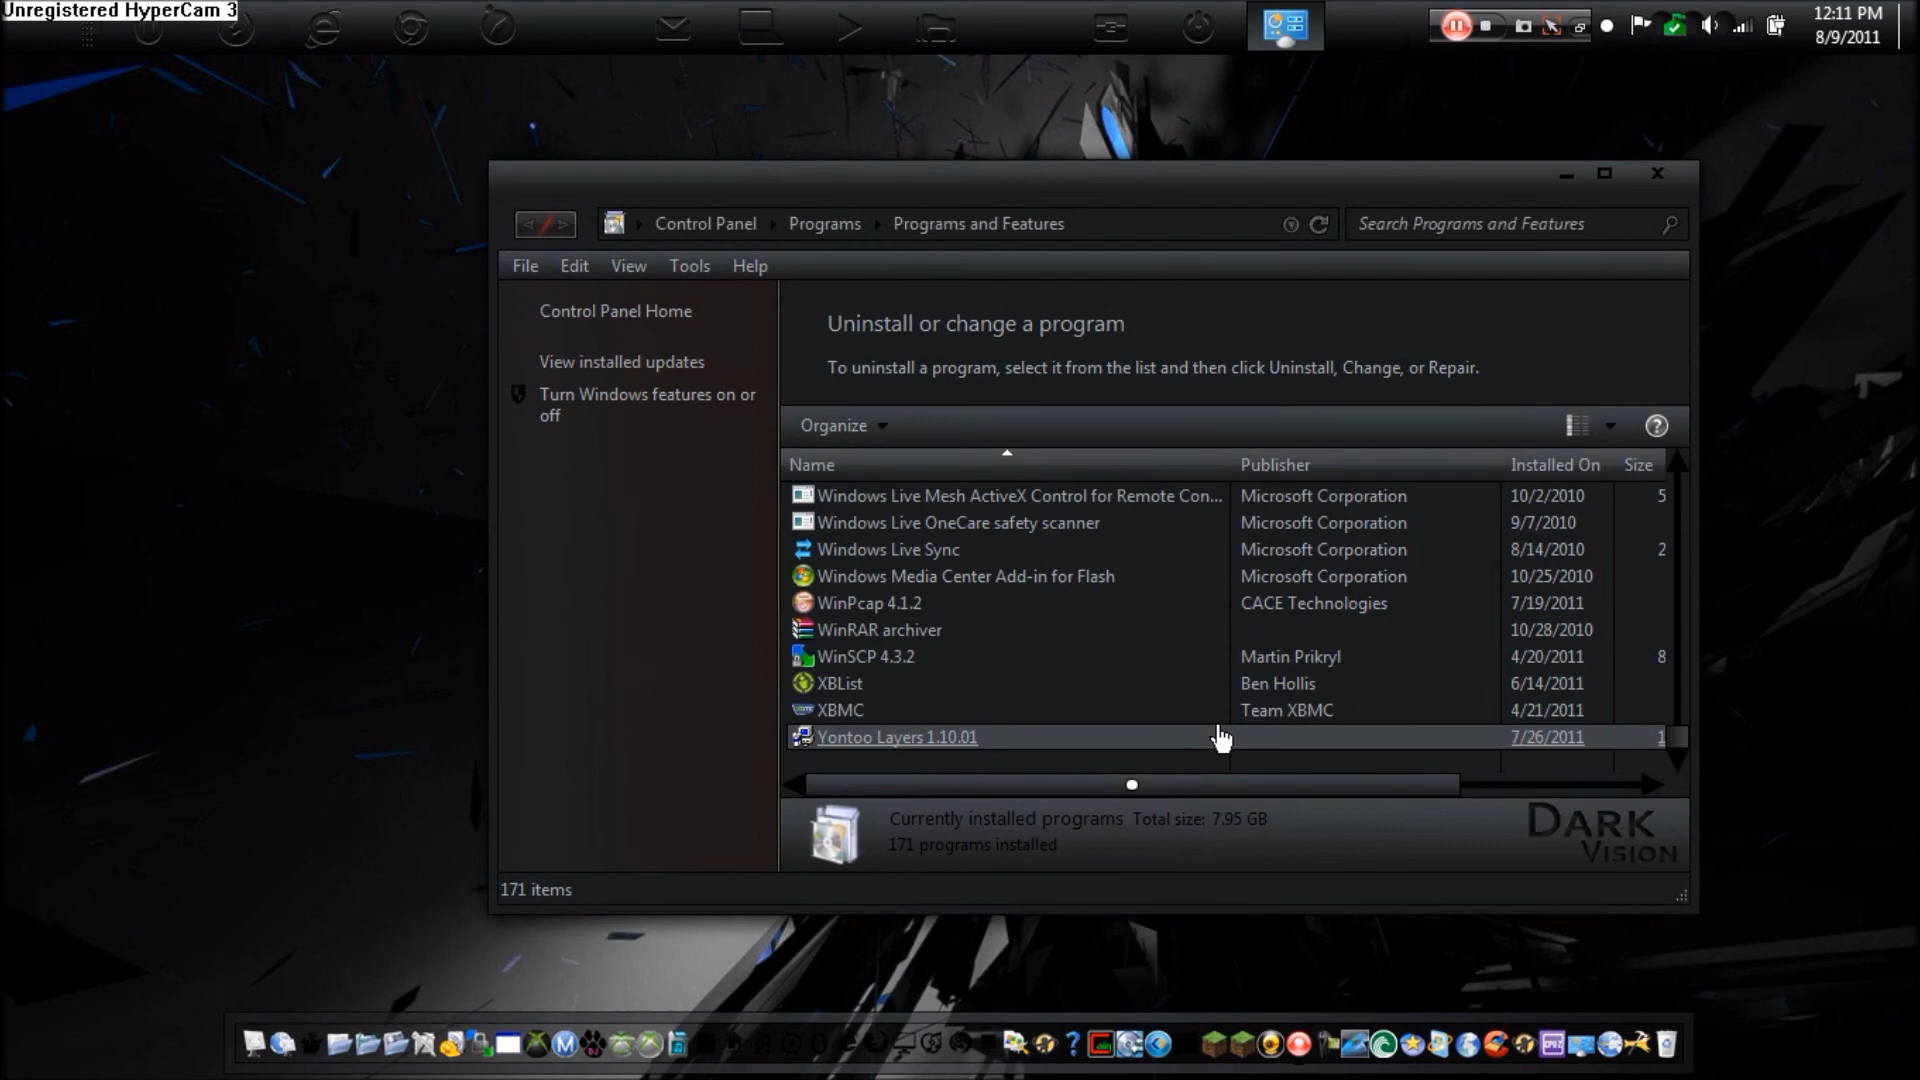 Unregistered HyperCam 3
12:11 PM
8/9/2011
Control Panel Programs Programs and Features Search Programs and Features
File Edit View Tools Help
Control Panel Home
View installed updates
Turn Windows features on or
off
Uninstall or change a program
To uninstall a program, select it from the list and then click Uninstall, Change, or Repair.
Organize
Name Publisher Installed On Size
Windows Live Mesh ActiveX Control for Remote Con... Microsoft Corporation 10/2/2010 5
Windows Live OneCare safety scanner Microsoft Corporation 9/7/2010
Windows Live Sync Microsoft Corporation 8/14/2010 2
Windows Media Center Add-in for Flash Microsoft Corporation 10/25/2010
WinPcap 4.1.2 CACE Technologies 7/19/2011
WinRAR archiver 10/28/2010
WinSCP 4.3.2 Martin Prikryl 4/20/2011 8
XBList Ben Hollis 6/14/2011
XBMC Team XBMC 4/21/2011
Yontoo Layers 1.10.01 7/26/2011 1
Currently installed programs Total size: 7.95 GB
171 programs installed
DARK
VISION
171 items